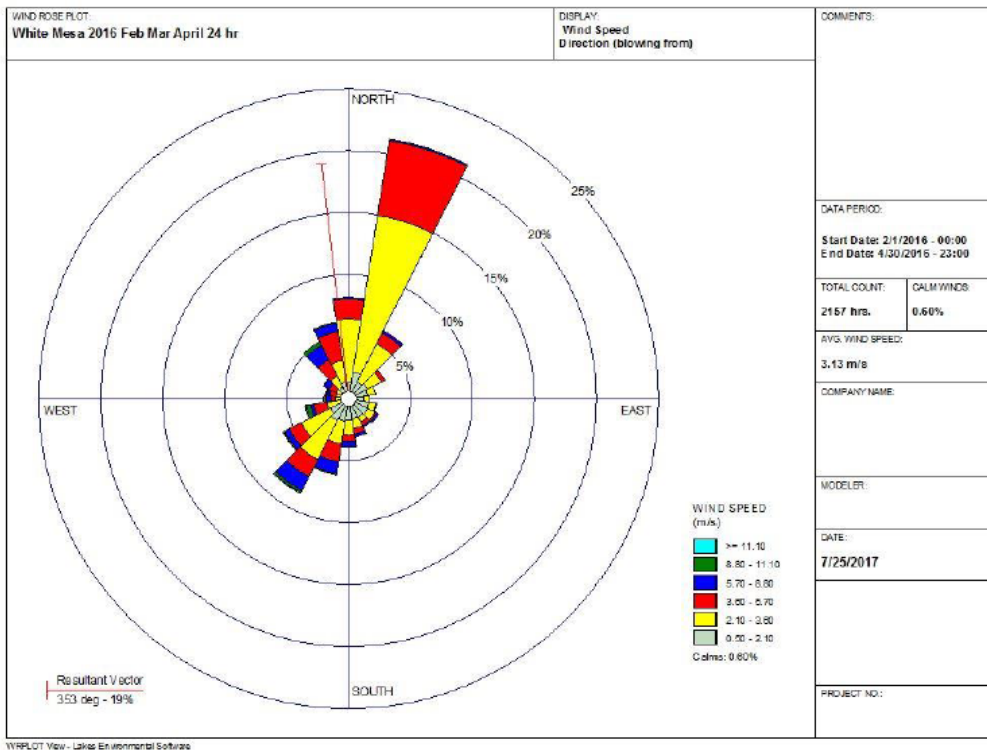 WIND ROSE PLOT:
White Mesa 2016 Feb Mar April 24 hr
DISPLAY:
Wind Speed
Direction (blowing from)
COMMENTS:
NORTH
25%
20%
15%
10%
5%
WEST
EAST
SOUTH
WIND SPEED
(m/s)
>= 11.10
8.80 - 11.10
5.70 - 8.80
3.60 - 5.70
2.10 - 3.60
0.50 - 2.10
Calms: 0.60%
Resultant Vector
353 deg - 19%
DATA PERIOD:
Start Date: 2/1/2016 - 00:00
End Date: 4/30/2016 - 23:00
TOTAL COUNT:
2157 hrs.
CALM WINDS:
0.60%
AVG. WIND SPEED:
3.13 m/s
COMPANY NAME:
MODELER:
DATE:
7/25/2017
PROJECT NO.:
WRPLOT View - Lakes Environmental Software